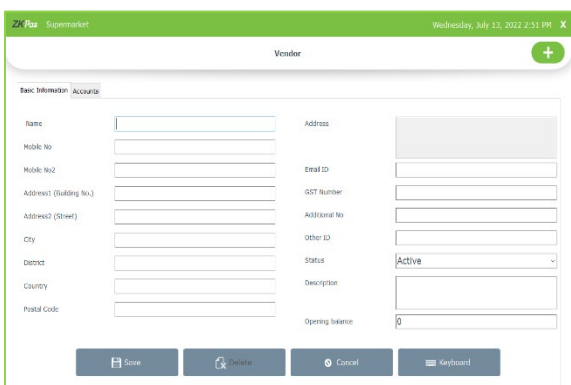 ZKPos Supermarket Wednesday, July 13, 2022 2:51 PM X
Vendor
Basic Information Accounts
Name
Mobile No
Mobile No2
Address1 (Building No.)
Address2 (Street)
City
District
Country
Postal Code
Address
Email ID
GST Number
Additional No
Other ID
Status Active
Description
Opening balance 0
Save Delete Cancel Keyboard